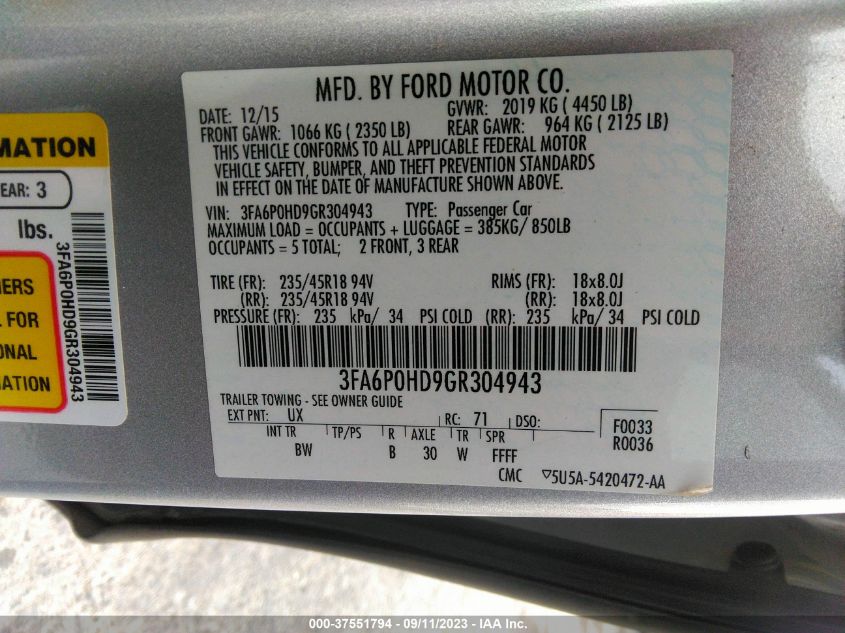 MATION
EAR: 3
lbs.
3FA6P0HD9GR304943
GERS
L FOR
ONAL
MATION
MFD. BY FORD MOTOR CO.
DATE: 12/15 GVWR: 2019 KG ( 4450 LB)
FRONT GAWR: 1066 KG ( 2350 LB) REAR GAWR: 964 KG ( 2125 LB)
THIS VEHICLE CONFORMS TO ALL APPLICABLE FEDERAL MOTOR
VEHICLE SAFETY, BUMPER, AND THEFT PREVENTION STANDARDS
IN EFFECT ON THE DATE OF MANUFACTURE SHOWN ABOVE.
VIN: 3FA6P0HD9GR304943 TYPE: Passenger Car
MAXIMUM LOAD = OCCUPANTS + LUGGAGE = 385KG/ 850LB
OCCUPANTS = 5 TOTAL; 2 FRONT, 3 REAR
TIRE (FR): 235/45R18 94V RIMS (FR): 18x8.0J
(RR): 235/45R18 94V (RR): 18x8.0J
PRESSURE (FR): 235 kPa/ 34 PSI COLD (RR): 235 kPa/ 34 PSI COLD
3FA6P0HD9GR304943
TRAILER TOWING - SEE OWNER GUIDE
EXT PNT: UX RC: 71 DSO: F0033
R0036
INT TR TP/PS R AXLE TR SPR
BW B 30 W FFFF
CMC ▽5U5A-5420472-AA
000-37551794 - 09/11/2023 - IAA Inc.